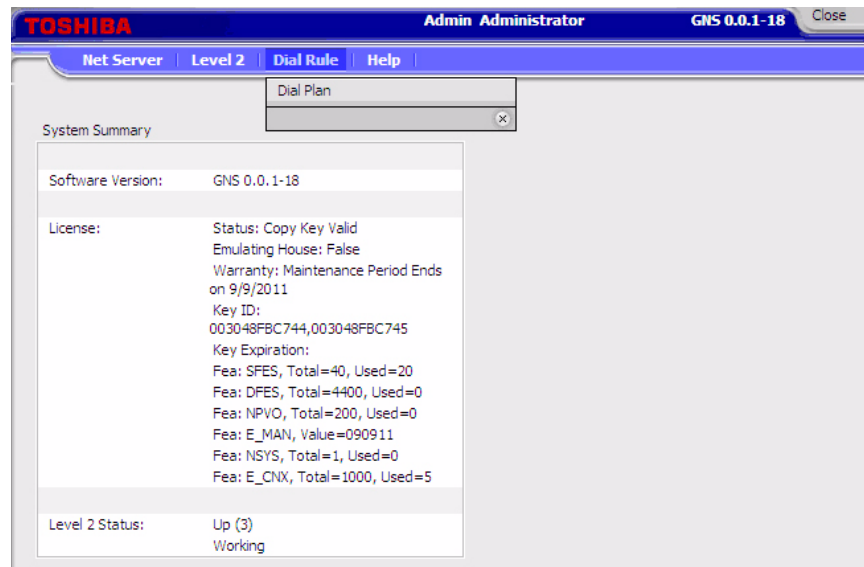 TOSHIBA Admin Administrator GNS 0.0.1-18 Close
Net Server Level 2 Dial Rule Help
Dial Plan
System Summary
Software Version: GNS 0.0.1-18
License: Status: Copy Key Valid
Emulating House: False
Warranty: Maintenance Period Ends
on 9/9/2011
Key ID:
003048FBC744,003048FBC745
Key Expiration:
Fea: SFES, Total=40, Used=20
Fea: DFES, Total=4400, Used=0
Fea: NPVO, Total=200, Used=0
Fea: E_MAN, Value=090911
Fea: NSYS, Total=1, Used=0
Fea: E_CNX, Total=1000, Used=5
Level 2 Status: Up (3)
Working